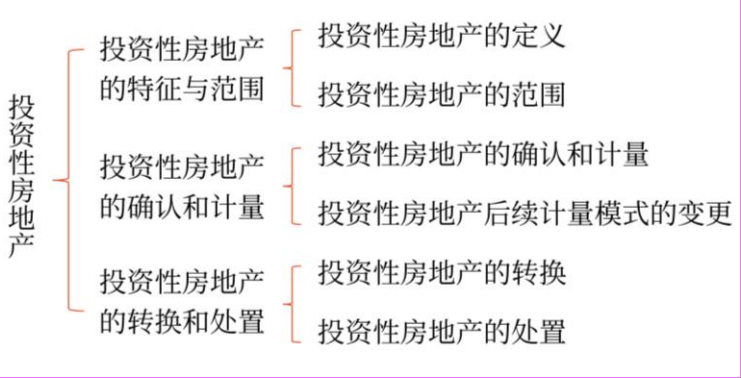 投资性房地产
投资性房地产
的特征与范围
投资性房地产的定义
投资性房地产的范围
投资性房地产
的确认和计量
投资性房地产的确认和计量
投资性房地产后续计量模式的变更
投资性房地产
的转换和处置
投资性房地产的转换
投资性房地产的处置